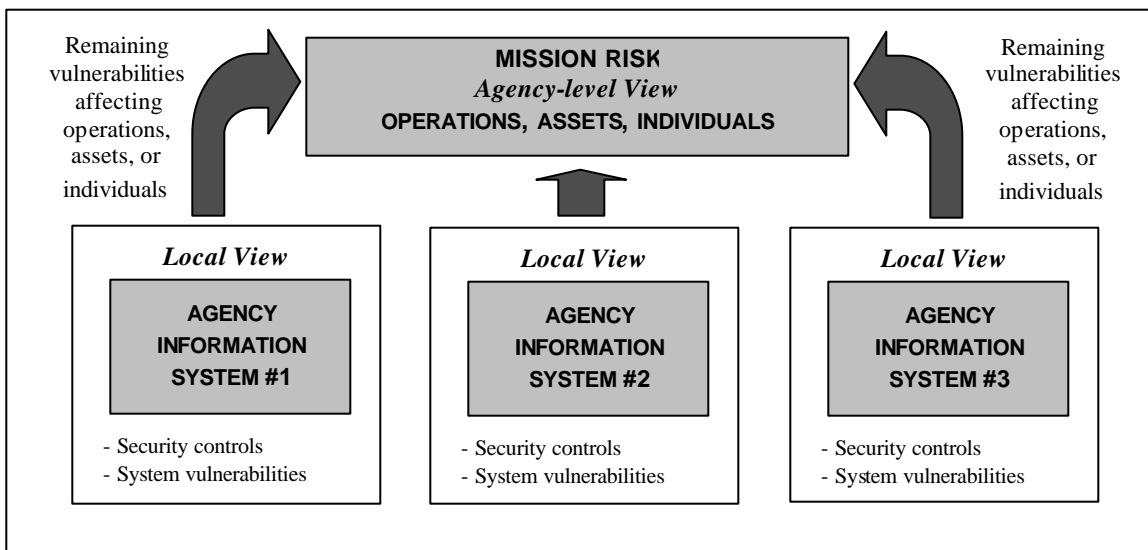 Remaining
vulnerabilities
affecting
operations,
assets, or
individuals
MISSION RISK
Agency-level View
OPERATIONS, ASSETS, INDIVIDUALS
Remaining
vulnerabilities
affecting
operations,
assets, or
individuals
Local View
AGENCY
INFORMATION
SYSTEM #1
- Security controls
- System vulnerabilities
Local View
AGENCY
INFORMATION
SYSTEM #2
- Security controls
- System vulnerabilities
Local View
AGENCY
INFORMATION
SYSTEM #3
- Security controls
- System vulnerabilities